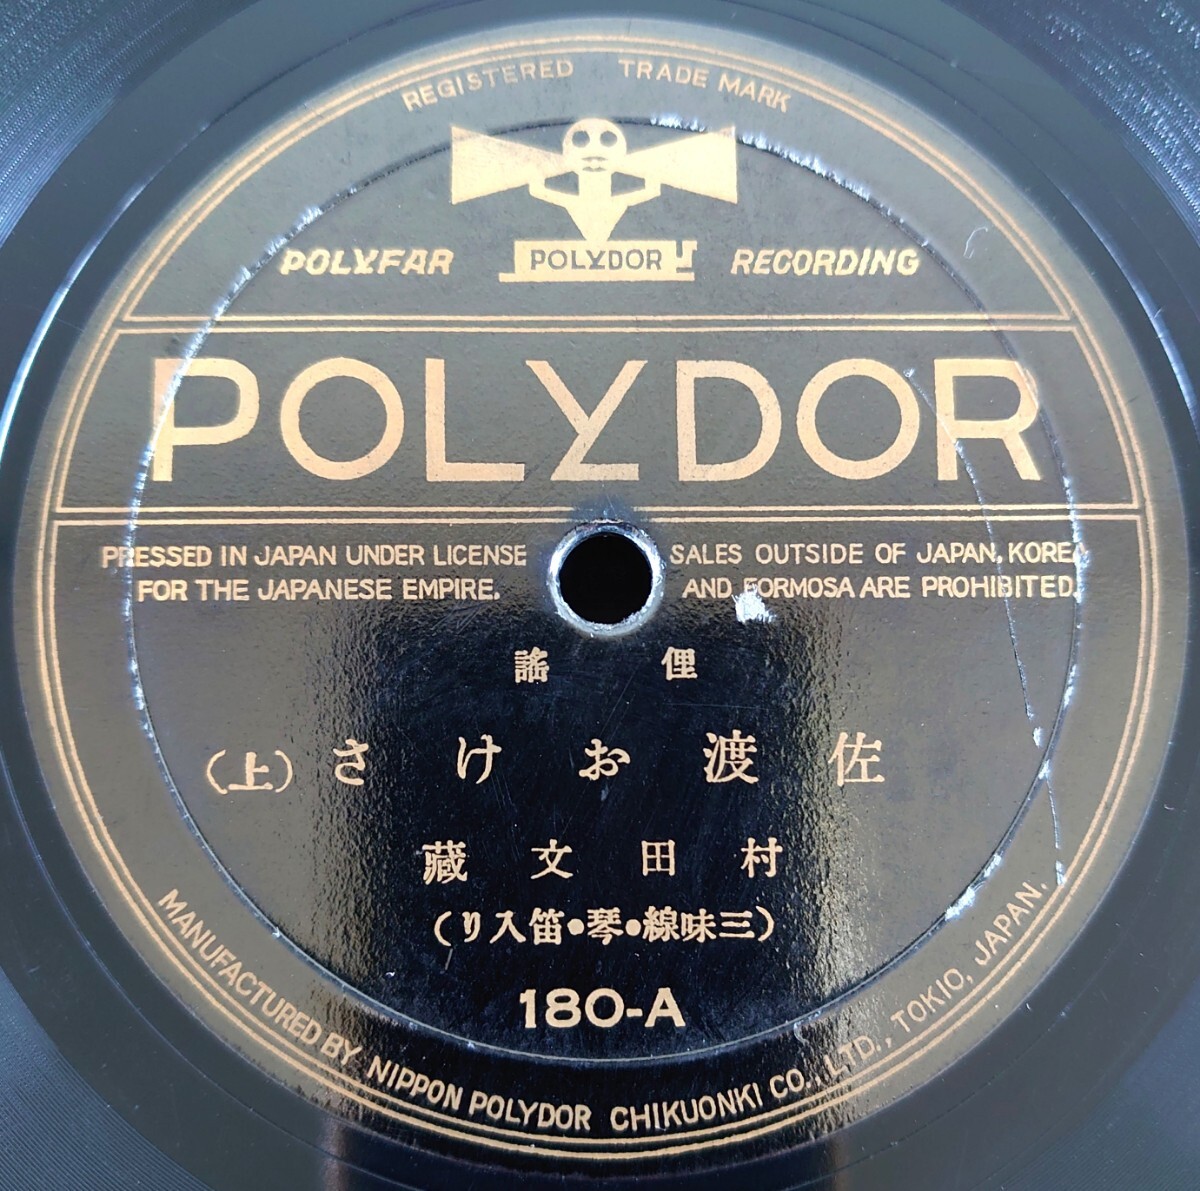 REGISTERED TRADE MARK
POLYFAR POLYDOR RECORDING
POLYDOR
PRESSED IN JAPAN UNDER LICENSE
FOR THE JAPANESE EMPIRE.
SALES OUTSIDE OF JAPAN, KOREA
AND FORMOSA ARE PROHIBITED.
俚謠
佐渡おけさ(上)
村田文藏
(三味線・琴・笛入り)
180-A
MANUFACTURED BY NIPPON POLYDOR CHIKUONKI CO., LTD., TOKIO, JAPAN.